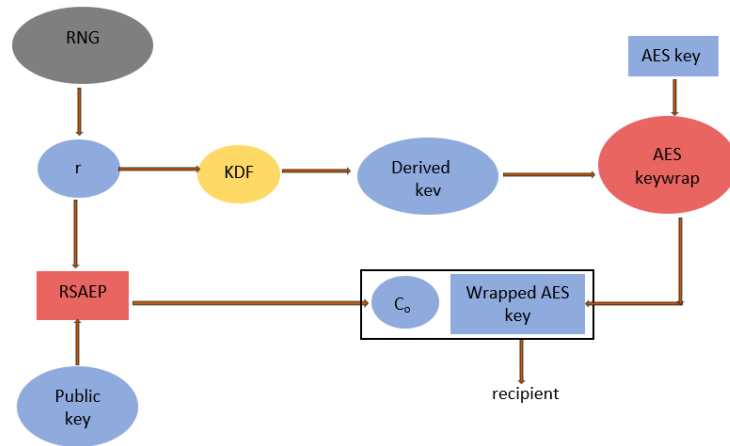 RNG
AES key
r
KDF
Derived
kev
AES
keywrap
RSAEP
Cₒ
Wrapped AES
key
Public
key
recipient